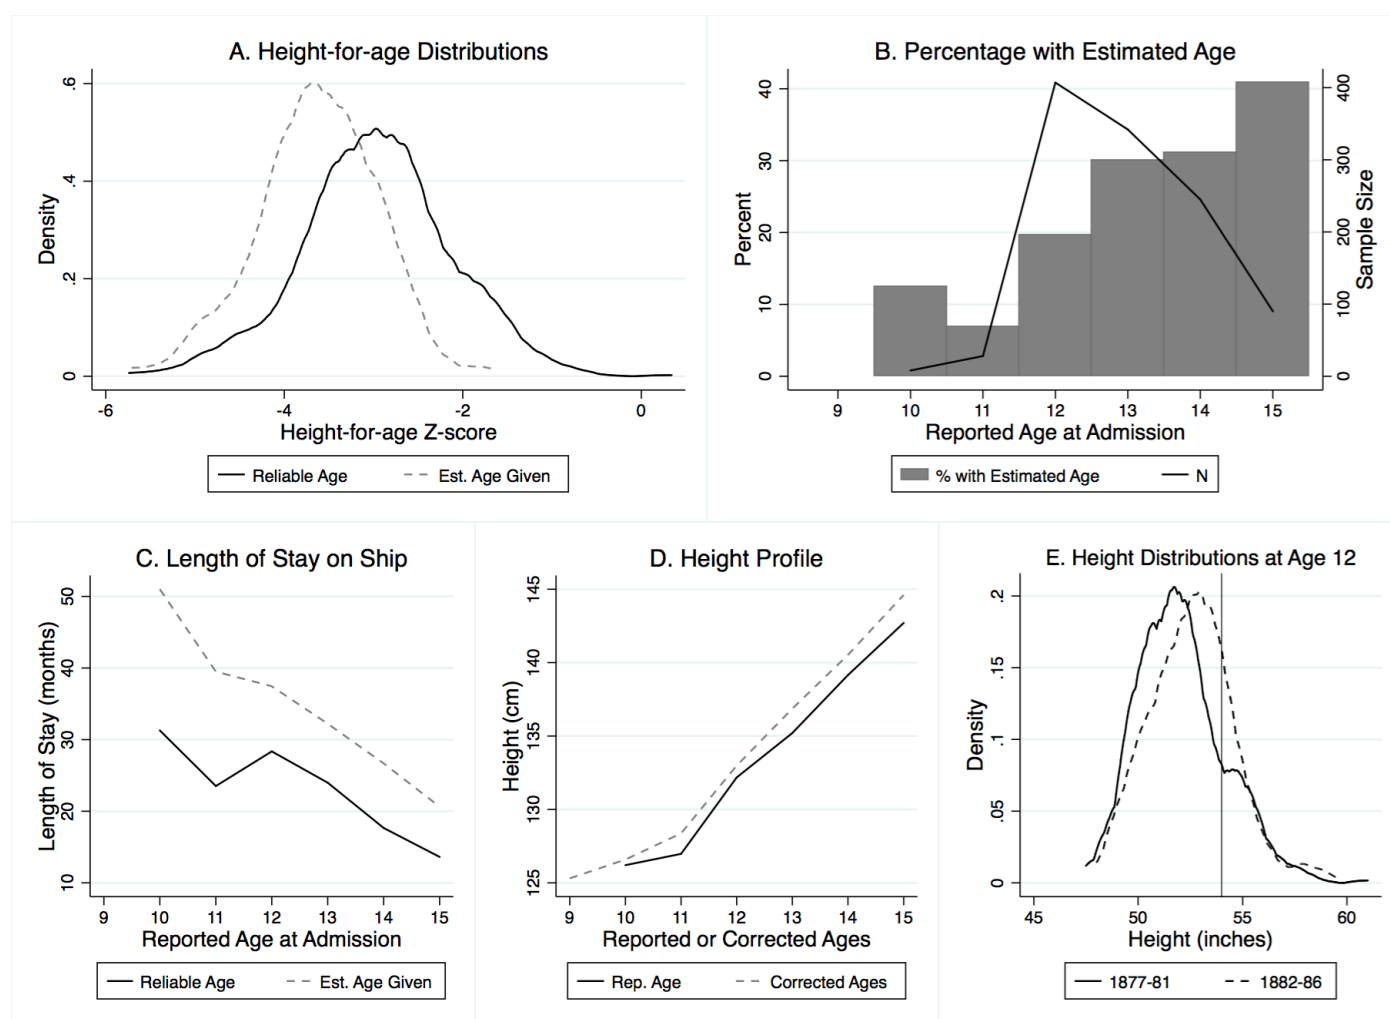 A. Height-for-age Distributions
Density
.6
.4
.2
0
-6 -4 -2 0
Height-for-age Z-score
Reliable Age Est. Age Given
B. Percentage with Estimated Age
Percent
40
30
20
10
0
400
300
200
100
0
Sample Size
9 10 11 12 13 14 15
Reported Age at Admission
% with Estimated Age N
C. Length of Stay on Ship
Length of Stay (months)
50
40
30
20
10
9 10 11 12 13 14 15
Reported Age at Admission
Reliable Age Est. Age Given
D. Height Profile
Height (cm)
145
140
135
130
125
9 10 11 12 13 14 15
Reported or Corrected Ages
Rep. Age Corrected Ages
E. Height Distributions at Age 12
Density
.2
.15
.1
.05
0
45 50 55 60
Height (inches)
1877-81 1882-86